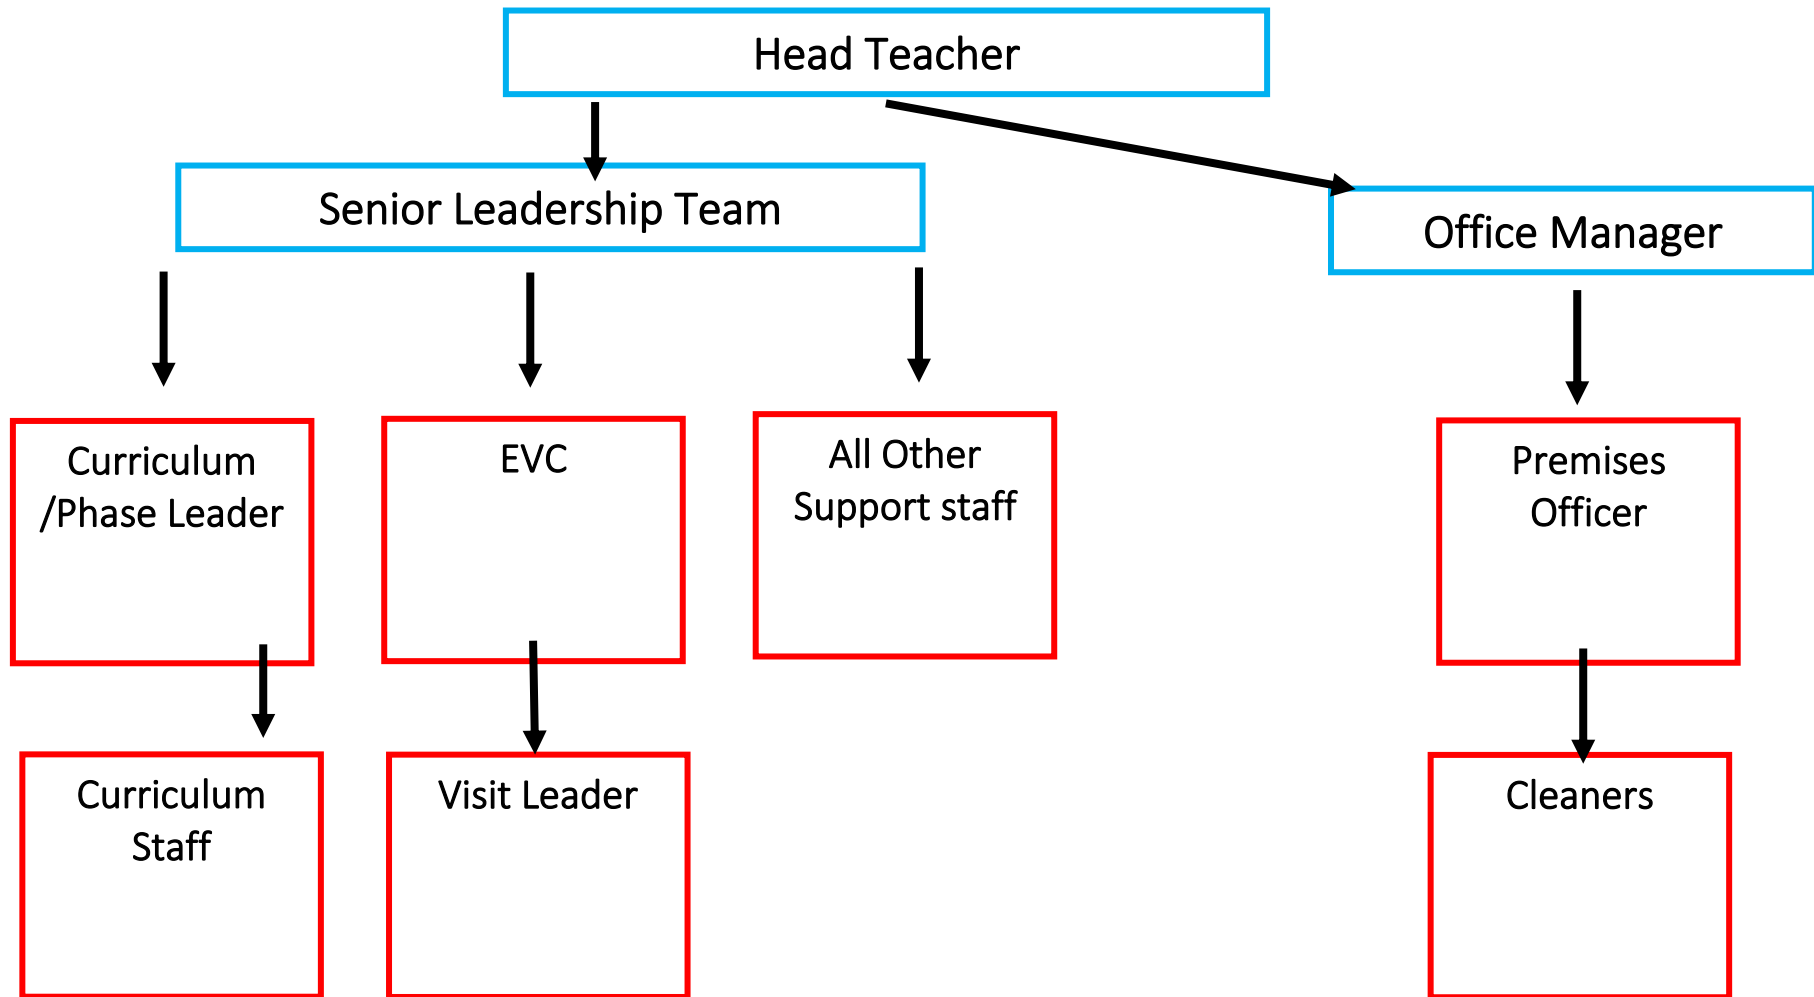 Head Teacher
Senior Leadership Team
Office Manager
Curriculum
/Phase Leader
EVC
All Other
Support staff
Premises
Officer
Curriculum
Staff
Visit Leader
Cleaners